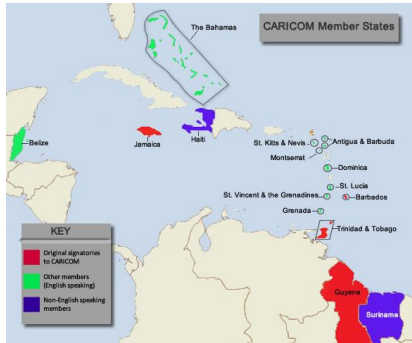 CARICOM Member States
The Bahamas
Belize
Jamaica
Haiti
St. Kitts & Nevis
Antigua & Barbuda
Montserrat
Dominica
St. Lucia
St. Vincent & the Grenadines
Barbados
Grenada
Trinidad & Tobago
Guyana
Suriname
KEY
Original signatories
to CARICOM
Other members
(English speaking)
Non-English speaking
members